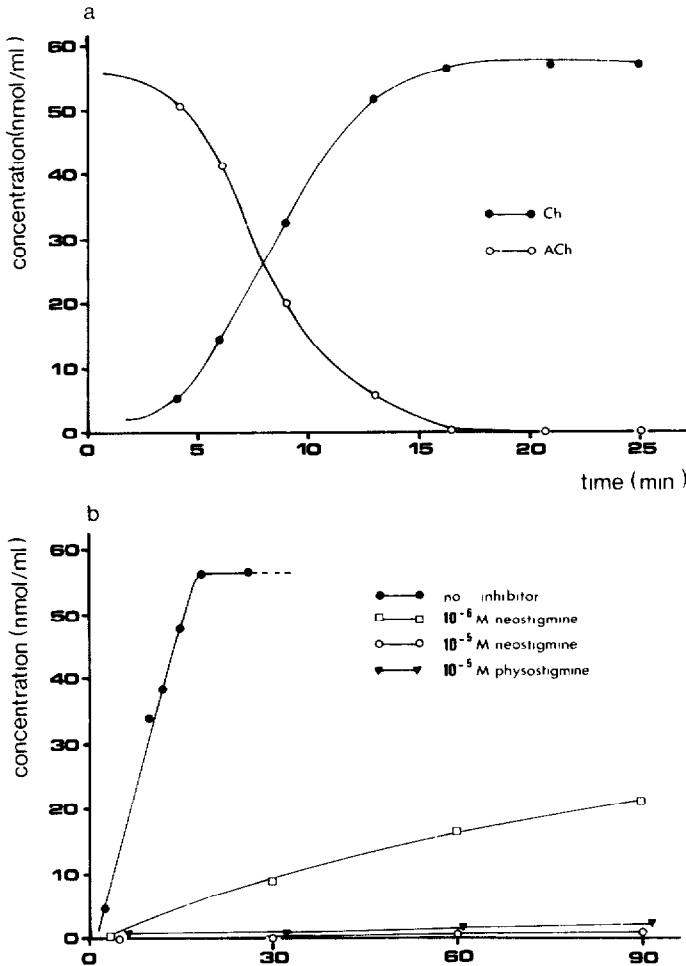 a
concentration(nmol/ml)
60
50
40
30
20
10
0
Ch
ACh
0 5 10 15 20 25
time (min)
b
concentration (nmol/ml)
60
50
40
30
20
10
0
no inhibitor
10⁻⁶ M neostigmine
10⁻⁵ M neostigmine
10⁻⁵ M physostigmine
0 30 60 90